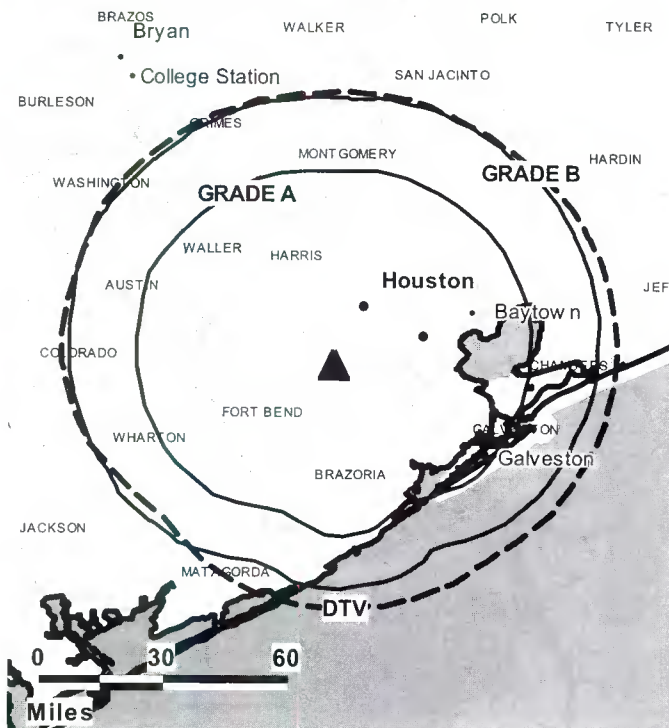 BRAZOS
Bryan
WALKER
POLK
TYLER
College Station
SAN JACINTO
BURLESON
GRIMES
MONTGOMERY
HARDIN
WASHINGTON
GRADE A
GRADE B
WALLER
HARRIS
AUSTIN
Houston
JEF
Baytown
COLORADO
CHAMBERS
FORT BEND
WHARTON
GALVESTON
Galveston
BRAZORIA
JACKSON
MATAGORDA
DTV
0 30 60
Miles